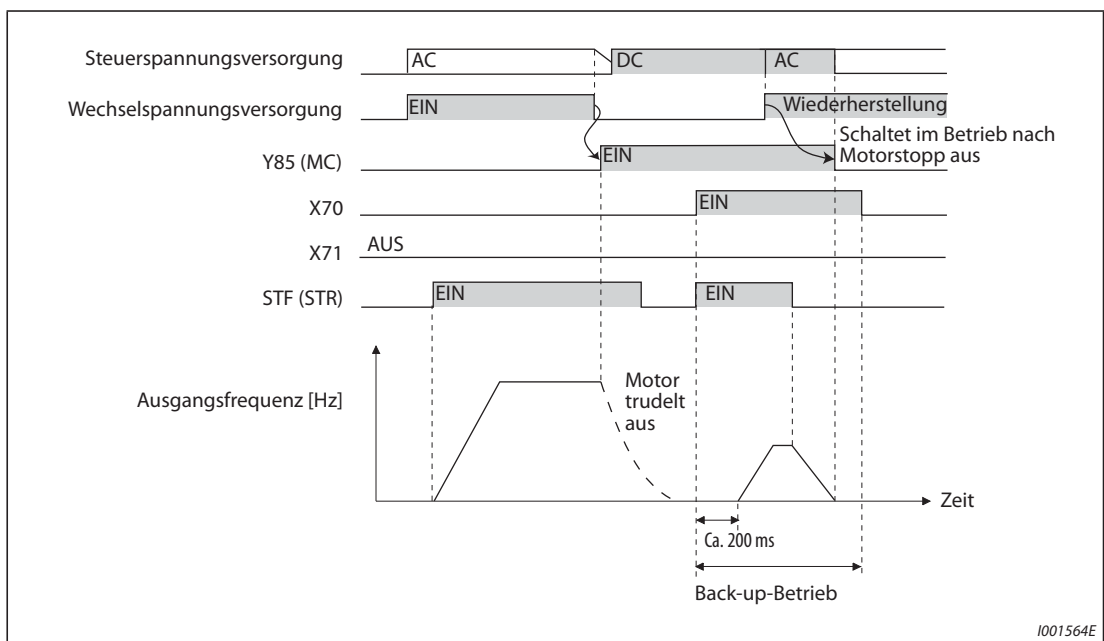 Steuerspannungsversorgung
AC
DC
AC
Wechselspannungsversorgung
EIN
Wiederherstellung
Schaltet im Betrieb nach
Motorstopp aus
Y85 (MC)
EIN
X70
EIN
X71
AUS
STF (STR)
EIN
EIN
Ausgangsfrequenz [Hz]
Motor
trudelt
aus
Zeit
Ca. 200 ms
Back-up-Betrieb
I001564E